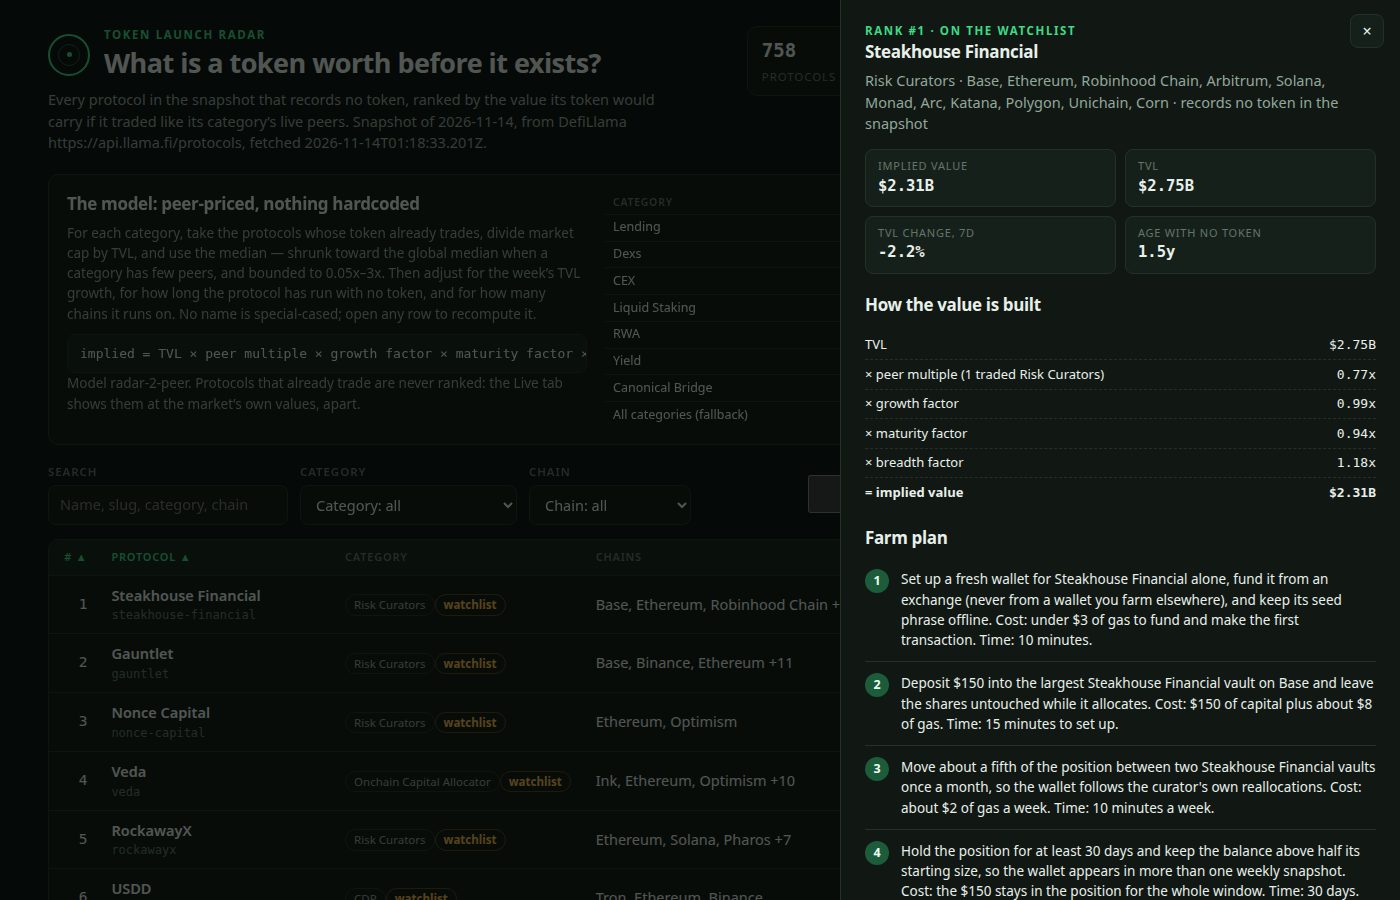 TOKEN LAUNCH RADAR
What is a token worth before it exists?
758
PROTOCOLS
Every protocol in the snapshot that records no token, ranked by the value its token would
carry if it traded like its category's live peers. Snapshot of 2026-11-14, from DefiLlama
https://api.llama.fi/protocols, fetched 2026-11-14T01:18:33.201Z.
The model: peer-priced, nothing hardcoded
For each category, take the protocols whose token already trades, divide market
cap by TVL, and use the median — shrunk toward the global median when a
category has few peers, and bounded to 0.05x–3x. Then adjust for the week's TVL
growth, for how long the protocol has run with no token, and for how many
chains it runs on. No name is special-cased; open any row to recompute it.
implied = TVL × peer multiple × growth factor × maturity factor ×
Model radar-2-peer. Protocols that already trade are never ranked: the Live tab
shows them at the market's own values, apart.
CATEGORY
Lending
Dexs
CEX
Liquid Staking
RWA
Yield
Canonical Bridge
All categories (fallback)
SEARCH
CATEGORY
CHAIN
Name, slug, category, chain
Category: all
Chain: all
# ▲ PROTOCOL ▲ CATEGORY CHAINS
1 Steakhouse Financial Risk Curators watchlist Base, Ethereum, Robinhood Chain +
steakhouse-financial
2 Gauntlet Risk Curators watchlist Base, Binance, Ethereum +11
gauntlet
3 Nonce Capital Risk Curators watchlist Ethereum, Optimism
nonce-capital
4 Veda Onchain Capital Allocator watchlist Ink, Ethereum, Optimism +10
veda
5 RockawayX Risk Curators watchlist Ethereum, Solana, Pharos +7
rockawayx
6 USDD CDP watchlist Tron, Ethereum, Binance
RANK #1 · ON THE WATCHLIST
×
Steakhouse Financial
Risk Curators · Base, Ethereum, Robinhood Chain, Arbitrum, Solana,
Monad, Arc, Katana, Polygon, Unichain, Corn · records no token in the
snapshot
IMPLIED VALUE
$2.31B
TVL
$2.75B
TVL CHANGE, 7D
-2.2%
AGE WITH NO TOKEN
1.5y
How the value is built
TVL $2.75B
× peer multiple (1 traded Risk Curators) 0.77x
× growth factor 0.99x
× maturity factor 0.94x
× breadth factor 1.18x
= implied value $2.31B
Farm plan
1 Set up a fresh wallet for Steakhouse Financial alone, fund it from an
exchange (never from a wallet you farm elsewhere), and keep its seed
phrase offline. Cost: under $3 of gas to fund and make the first
transaction. Time: 10 minutes.
2 Deposit $150 into the largest Steakhouse Financial vault on Base and leave
the shares untouched while it allocates. Cost: $150 of capital plus about $8
of gas. Time: 15 minutes to set up.
3 Move about a fifth of the position between two Steakhouse Financial vaults
once a month, so the wallet follows the curator's own reallocations. Cost:
about $2 of gas a week. Time: 10 minutes a week.
4 Hold the position for at least 30 days and keep the balance above half its
starting size, so the wallet appears in more than one weekly snapshot.
Cost: the $150 stays in the position for the whole window. Time: 30 days.